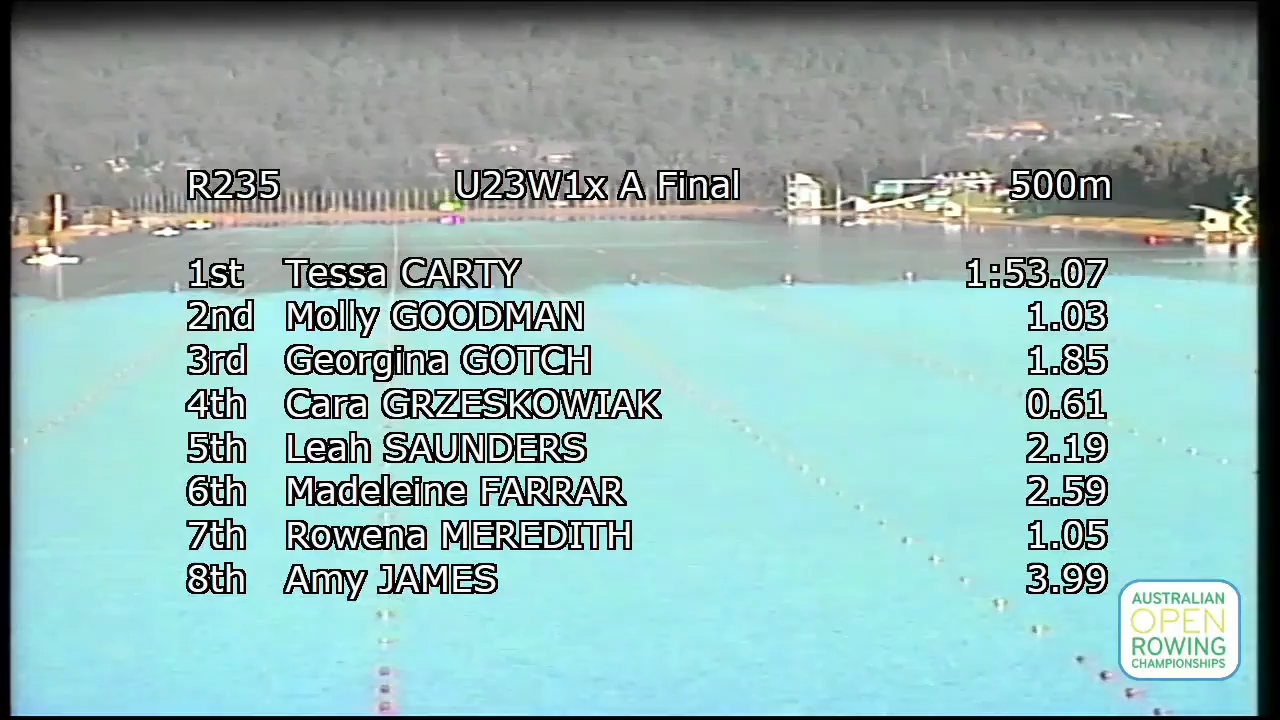 R235 U23W1x A Final 500m
1st Tessa CARTY 1:53.07
2nd Molly GOODMAN 1.03
3rd Georgina GOTCH 1.85
4th Cara GRZESKOWIAK 0.61
5th Leah SAUNDERS 2.19
6th Madeleine FARRAR 2.59
7th Rowena MEREDITH 1.05
8th Amy JAMES 3.99
AUSTRALIAN
OPEN
ROWING
CHAMPIONSHIPS